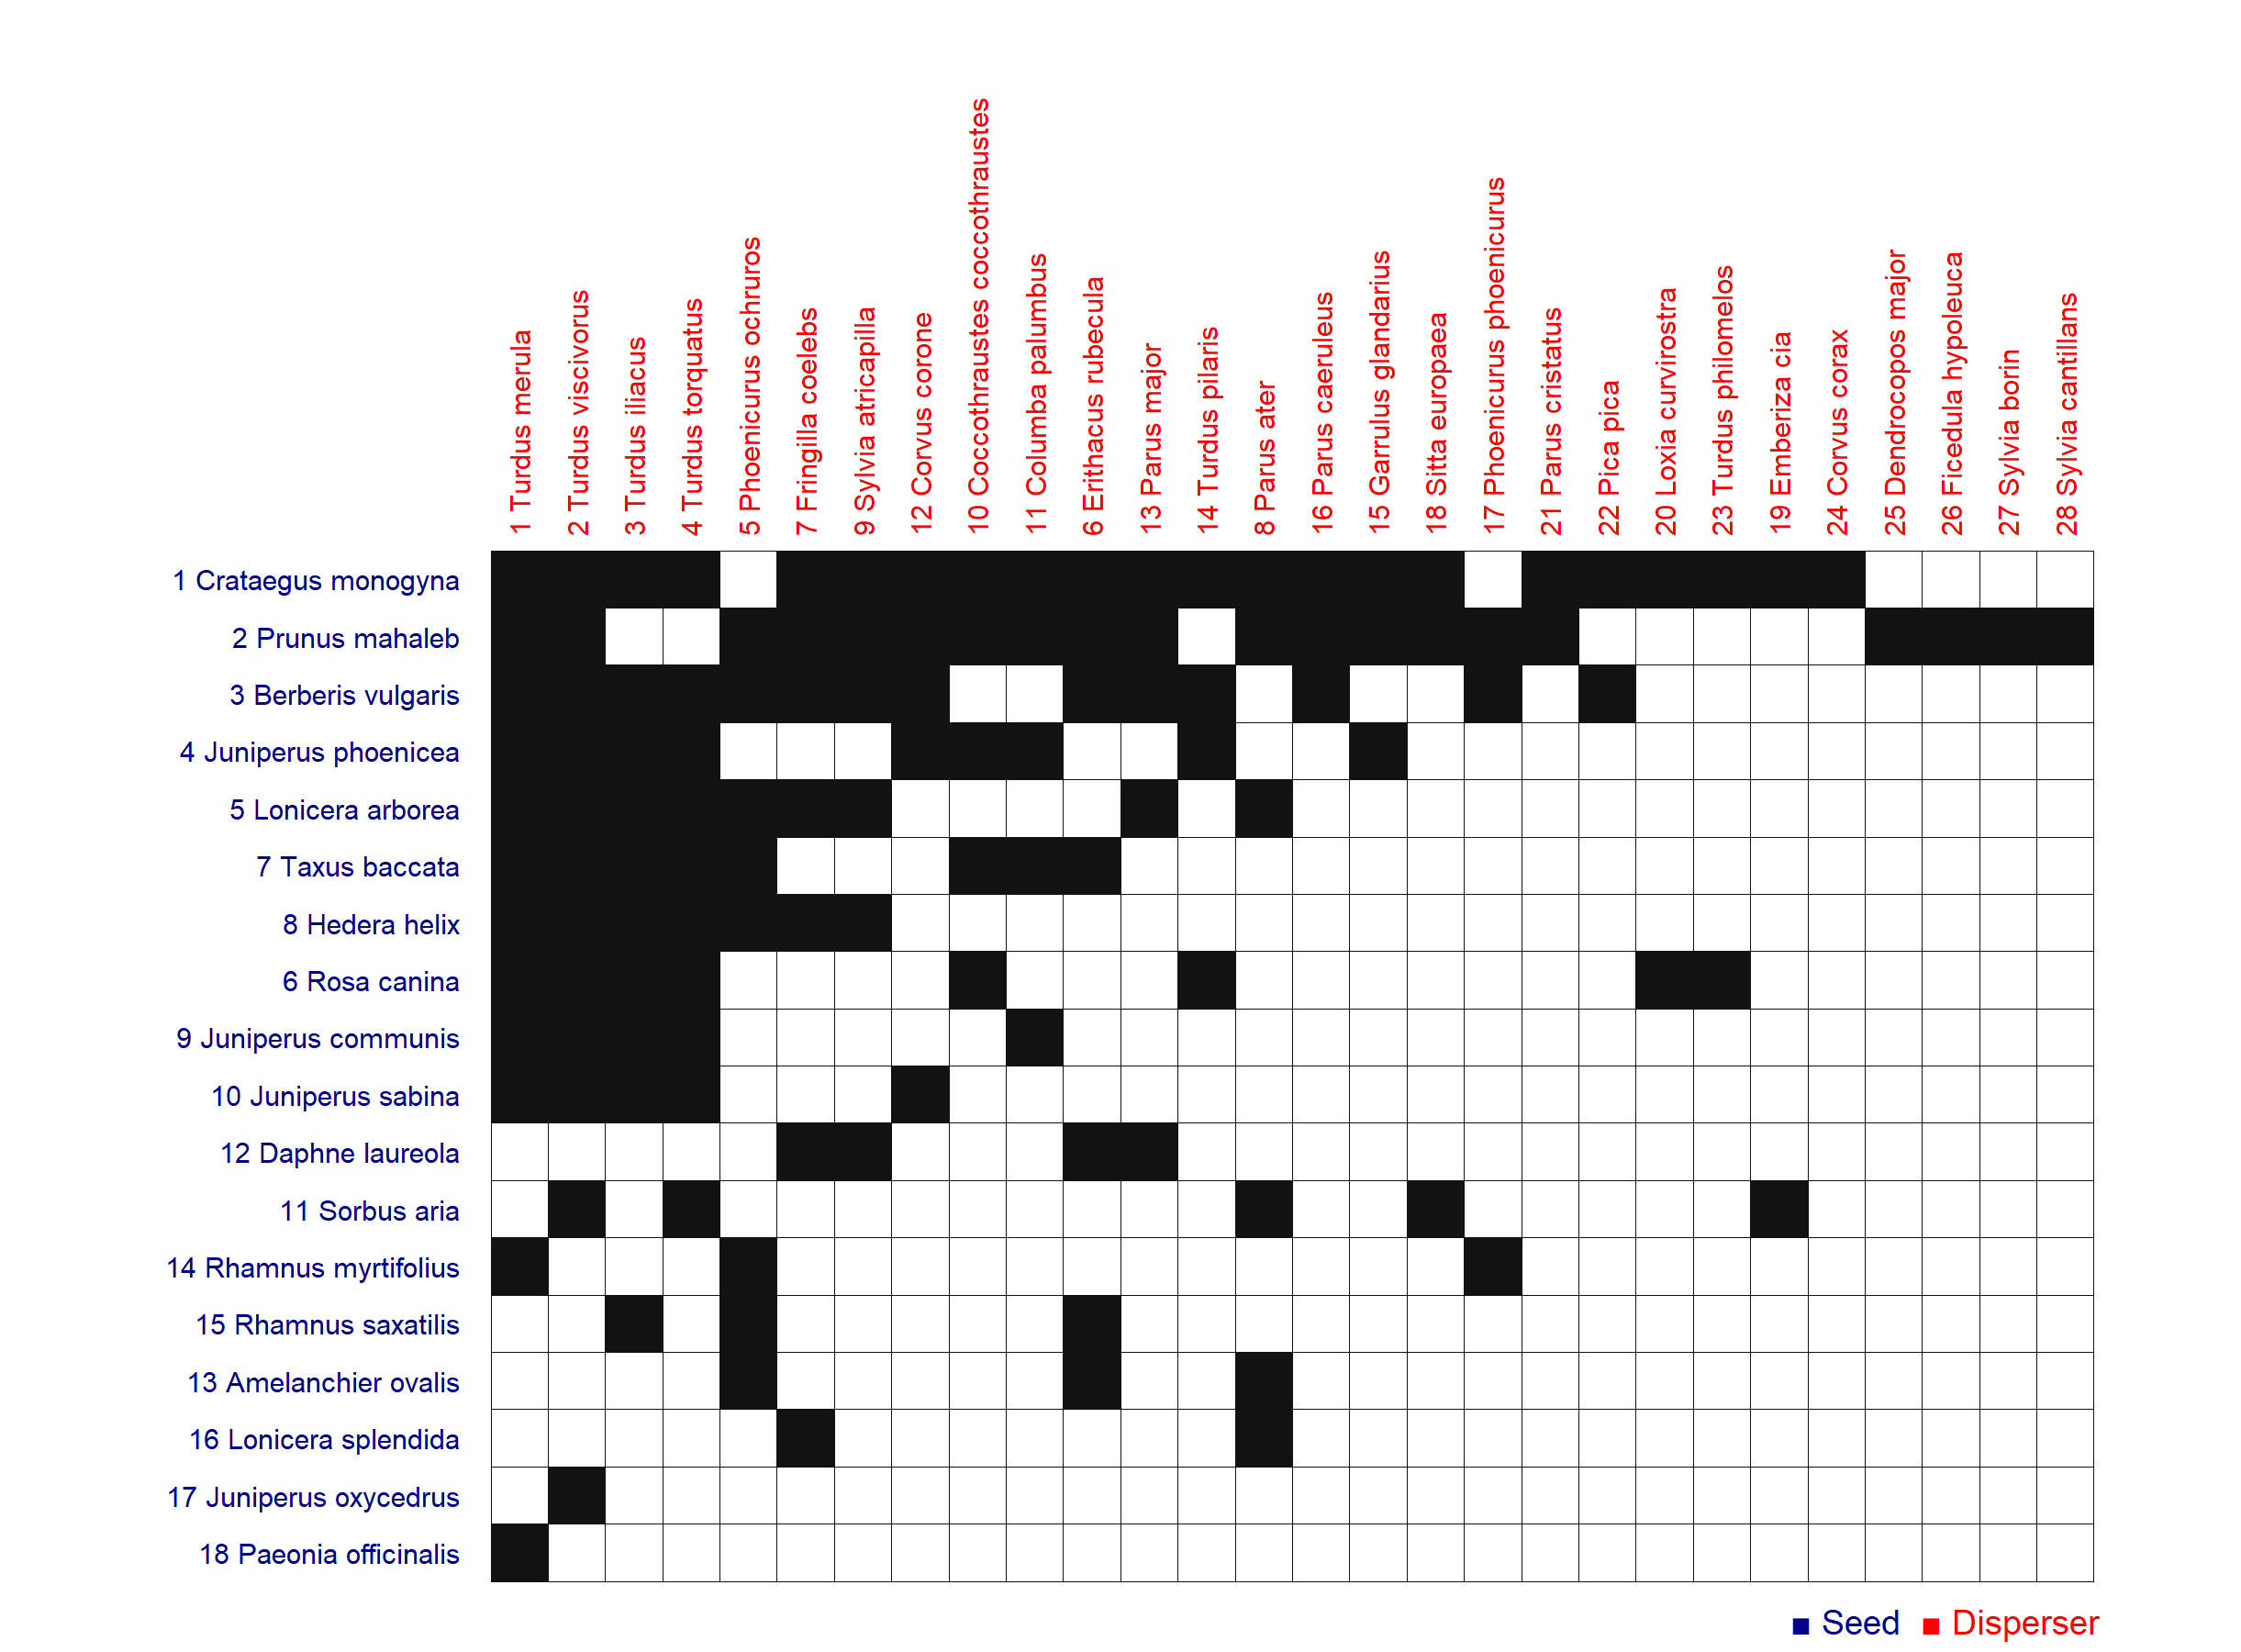 1 Turdus merula
2 Turdus viscivorus
3 Turdus iliacus
4 Turdus torquatus
5 Phoenicurus ochruros
7 Fringilla coelebs
9 Sylvia atricapilla
12 Corvus corone
10 Coccothraustes coccothraustes
11 Columba palumbus
6 Erithacus rubecula
13 Parus major
14 Turdus pilaris
8 Parus ater
16 Parus caeruleus
15 Garrulus glandarius
18 Sitta europaea
17 Phoenicurus phoenicurus
21 Parus cristatus
22 Pica pica
20 Loxia curvirostra
23 Turdus philomelos
19 Emberiza cia
24 Corvus corax
25 Dendrocopos major
26 Ficedula hypoleuca
27 Sylvia borin
28 Sylvia cantillans
1 Crataegus monogyna
2 Prunus mahaleb
3 Berberis vulgaris
4 Juniperus phoenicea
5 Lonicera arborea
7 Taxus baccata
8 Hedera helix
6 Rosa canina
9 Juniperus communis
10 Juniperus sabina
12 Daphne laureola
11 Sorbus aria
14 Rhamnus myrtifolius
15 Rhamnus saxatilis
13 Amelanchier ovalis
16 Lonicera splendida
17 Juniperus oxycedrus
18 Paeonia officinalis
Seed Disperser